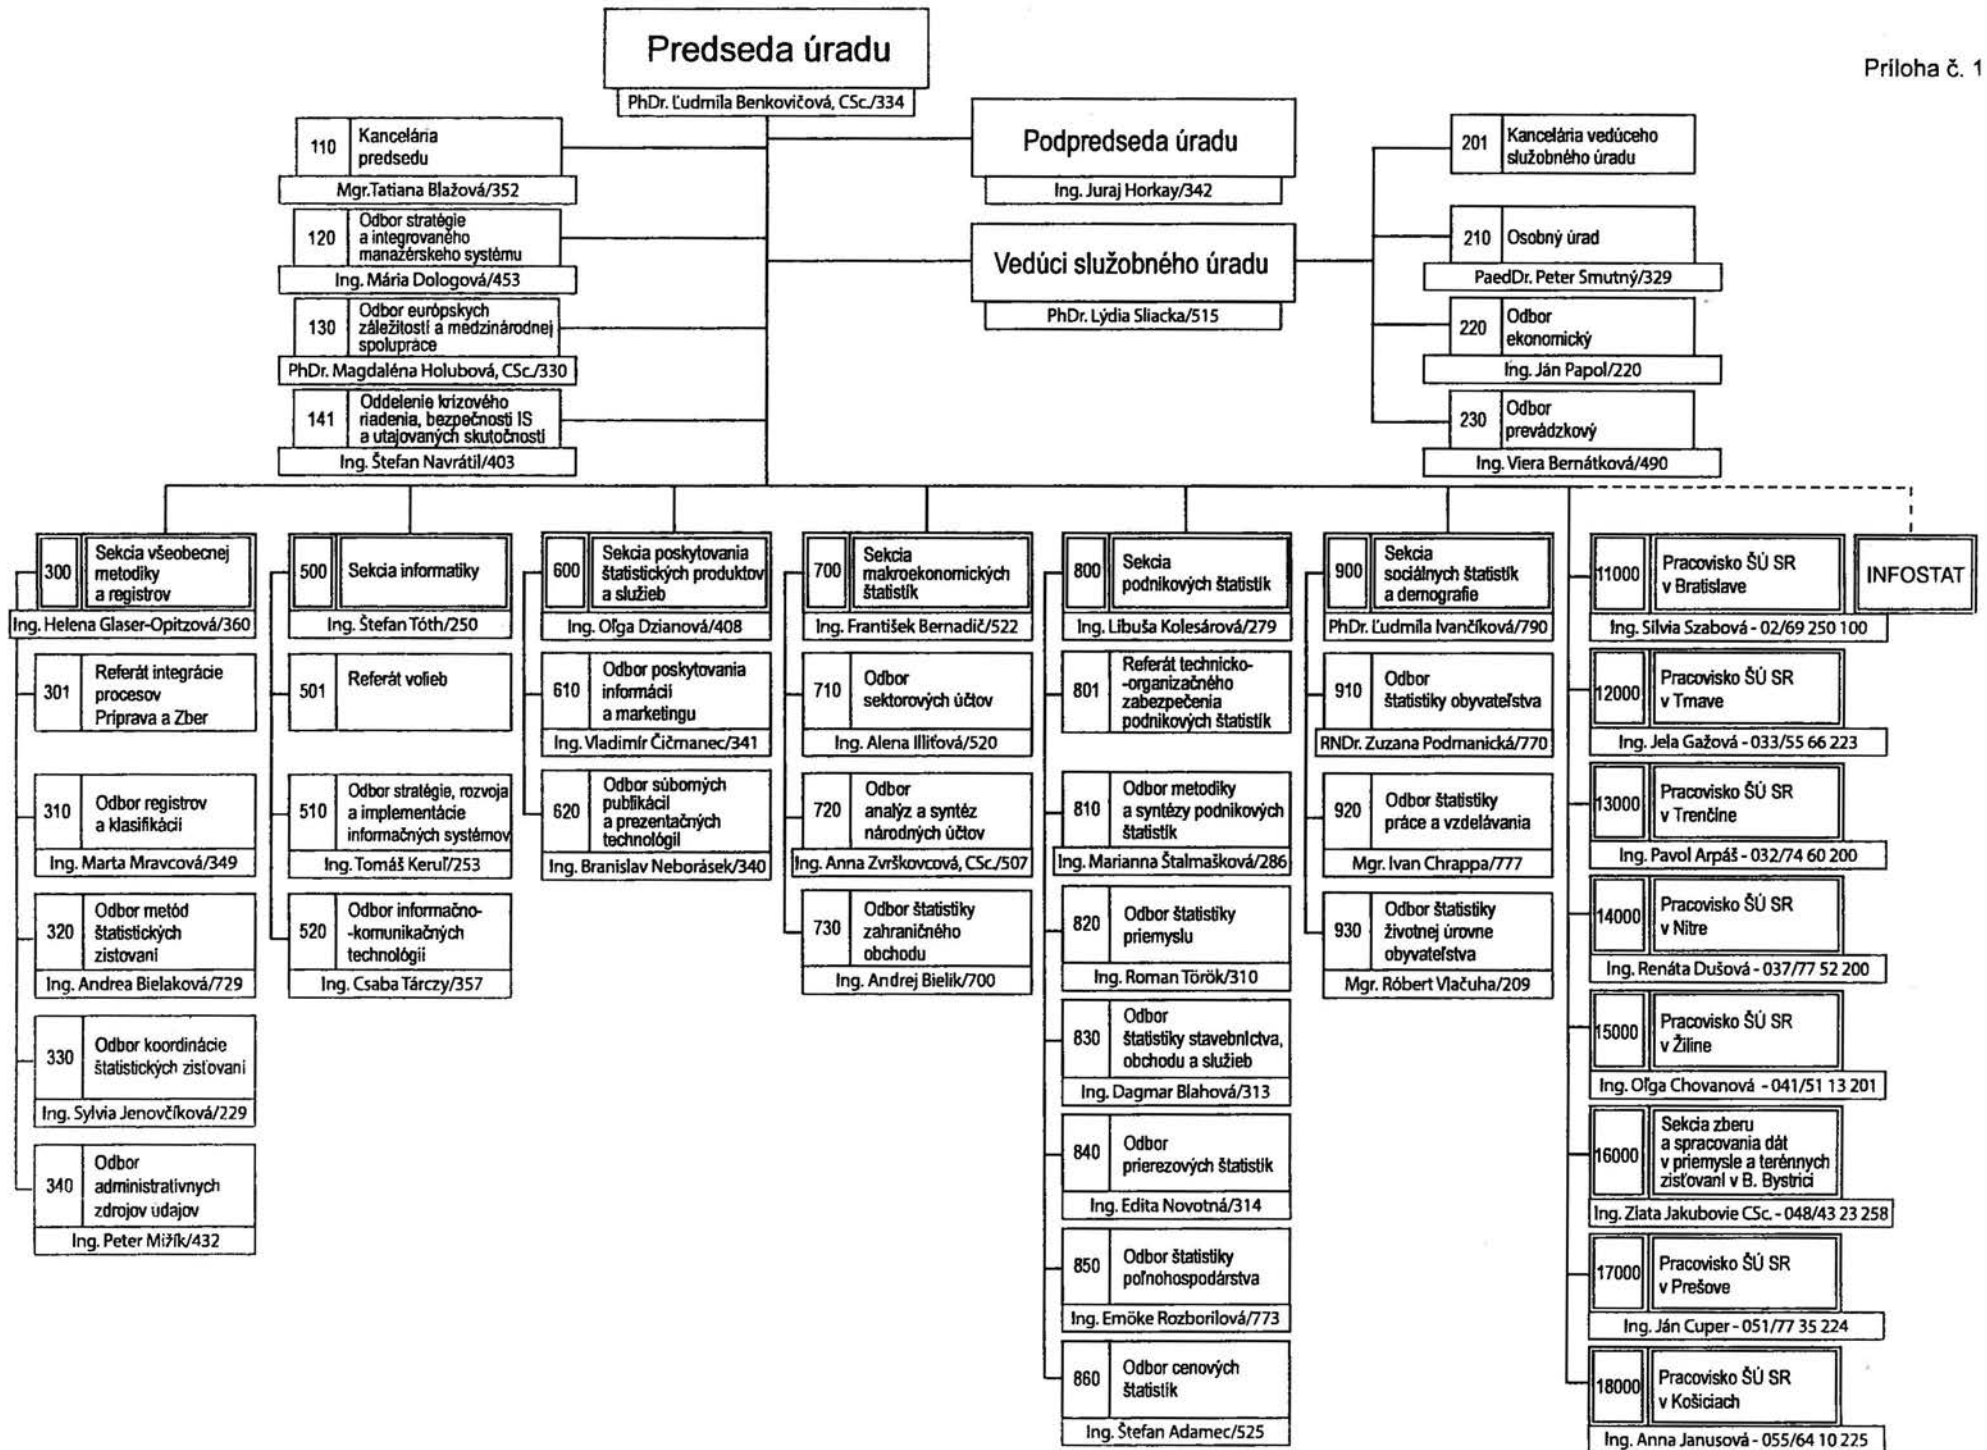 Príloha č. 1
Predseda úradu
PhDr. Ľudmila Benkovičová, CSc./334
110
Kancelária
predsedu
Mgr.Tatiana Blažová/352
120
Odbor stratégie
a integrovaného
manažérskeho systému
Ing. Mária Dologová/453
130
Odbor európskych
záležitostí a medzinárodnej
spolupráce
PhDr. Magdaléna Holubová, CSc./330
141
Oddelenie krízového
riadenia, bezpečnosti IS
a utajovaných skutočností
Ing. Štefan Navrátil/403
Podpredseda úradu
Ing. Juraj Horkay/342
Vedúci služobného úradu
PhDr. Lýdia Sliacka/515
201
Kancelária vedúceho
služobného úradu
210
Osobný úrad
PaedDr. Peter Smutný/329
220
Odbor
ekonomický
Ing. Ján Papol/220
230
Odbor
prevádzkový
Ing. Viera Bernátková/490
300
Sekcia všeobecnej
metodiky
a registrov
Ing. Helena Glaser-Opitzová/360
301
Referát integrácie
procesov
Príprava a Zber
310
Odbor registrov
a klasifikácií
Ing. Marta Mravcová/349
320
Odbor metód
štatistických
zisťovaní
Ing. Andrea Bielaková/729
330
Odbor koordinácie
štatistických zisťovaní
Ing. Sylvia Jenovčíková/229
340
Odbor
administratívnych
zdrojov údajov
Ing. Peter Mižík/432
500
Sekcia informatiky
Ing. Štefan Tóth/250
501
Referát volieb
510
Odbor stratégie, rozvoja
a implementácie
informačných systémov
Ing. Tomáš Keruľ/253
520
Odbor informačno-
-komunikačných
technológií
Ing. Csaba Tárczy/357
600
Sekcia poskytovania
štatistických produktov
a služieb
Ing. Oľga Dzianová/408
610
Odbor poskytovania
informácií
a marketingu
Ing. Vladimír Čičmanec/341
620
Odbor súborných
publikácií
a prezentačných
technológií
Ing. Branislav Neborásek/340
700
Sekcia
makroekonomických
štatistík
Ing. František Bernadič/522
710
Odbor
sektorových účtov
Ing. Alena Illiťová/520
720
Odbor
analýz a syntéz
národných účtov
Ing. Anna Zvrškovcová, CSc./507
730
Odbor štatistiky
zahraničného
obchodu
Ing. Andrej Bielik/700
800
Sekcia
podnikových štatistík
Ing. Libuša Kolesárová/279
801
Referát technicko-
-organizačného
zabezpečenia
podnikových štatistík
810
Odbor metodiky
a syntézy podnikových
štatistík
Ing. Marianna Štalmašková/286
820
Odbor štatistiky
priemyslu
Ing. Roman Török/310
830
Odbor
štatistiky stavebníctva,
obchodu a služieb
Ing. Dagmar Blahová/313
840
Odbor
prierezových štatistík
Ing. Edita Novotná/314
850
Odbor štatistiky
poľnohospodárstva
Ing. Emöke Rozborilová/773
860
Odbor cenových
štatistík
Ing. Štefan Adamec/525
900
Sekcia
sociálnych štatistík
a demografie
PhDr. Ľudmila Ivančíková/790
910
Odbor
štatistiky obyvateľstva
RNDr. Zuzana Podmanická/770
920
Odbor štatistiky
práce a vzdelávania
Mgr. Ivan Chrappa/777
930
Odbor štatistiky
životnej úrovne
obyvateľstva
Mgr. Róbert Vlačuha/209
11000
Pracovisko ŠÚ SR
v Bratislave
Ing. Silvia Szabová - 02/69 250 100
12000
Pracovisko ŠÚ SR
v Trnave
Ing. Jela Gažová - 033/55 66 223
13000
Pracovisko ŠÚ SR
v Trenčíne
Ing. Pavol Arpáš - 032/74 60 200
14000
Pracovisko ŠÚ SR
v Nitre
Ing. Renáta Dušová - 037/77 52 200
15000
Pracovisko ŠÚ SR
v Žiline
Ing. Oľga Chovanová - 041/51 13 201
16000
Sekcia zberu
a spracovania dát
v priemysle a terénnych
zisťovaní v B. Bystrici
Ing. Zlata Jakubovie CSc. - 048/43 23 258
17000
Pracovisko ŠÚ SR
v Prešove
Ing. Ján Cuper - 051/77 35 224
18000
Pracovisko ŠÚ SR
v Košiciach
Ing. Anna Janusová - 055/64 10 225
INFOSTAT